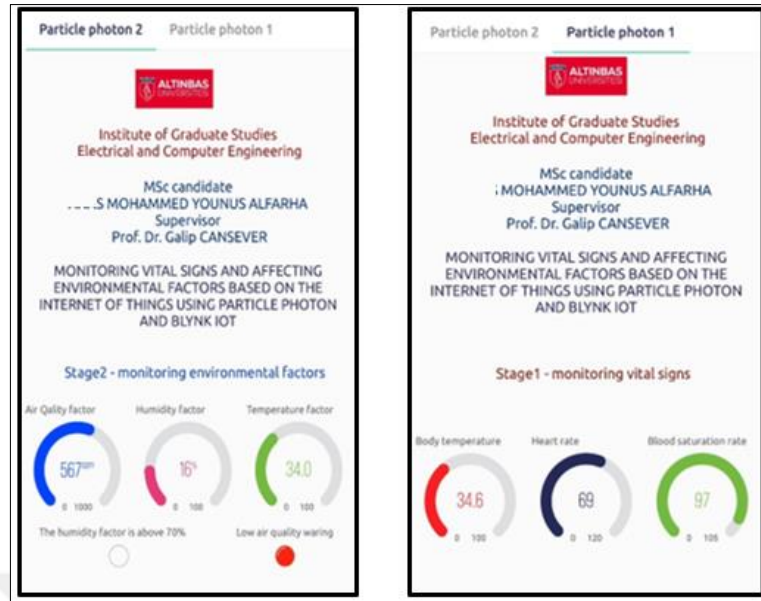 Particle photon 2 Particle photon 1
ALTINBAS
UNIVERSITESI
Institute of Graduate Studies
Electrical and Computer Engineering
MSc candidate
S MOHAMMED YOUNUS ALFARHA
Supervisor
Prof. Dr. Galip CANSEVER
MONITORING VITAL SIGNS AND AFFECTING
ENVIRONMENTAL FACTORS BASED ON THE
INTERNET OF THINGS USING PARTICLE PHOTON
AND BLYNK IOT
Stage2 - monitoring environmental factors
Air Qality factor Humidity factor Temperature factor
567ppm 16% 34.0
0 1000 0 100 0 100
The humidity factor is above 70% Low air quality waring
Particle photon 2 Particle photon 1
ALTINBAS
UNIVERSITESI
Institute of Graduate Studies
Electrical and Computer Engineering
MSc candidate
MOHAMMED YOUNUS ALFARHA
Supervisor
Prof. Dr. Galip CANSEVER
MONITORING VITAL SIGNS AND AFFECTING
ENVIRONMENTAL FACTORS BASED ON THE
INTERNET OF THINGS USING PARTICLE PHOTON
AND BLYNK IOT
Stage1 - monitoring vital signs
Body temperature Heart rate Blood saturation rate
34.6 69 97
0 100 0 120 0 105